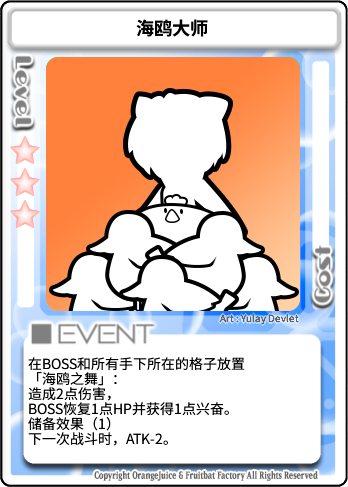 海鸥大师
Level
Cost
Art : Yulay Devlet
EVENT
在BOSS和所有手下所在的格子放置
「海鸥之舞」：
造成2点伤害，
BOSS恢复1点HP并获得1点兴奋。
储备效果（1）
下一次战斗时，ATK-2。
Copyright OrangeJuice & Fruitbat Factory All Rights Reserved